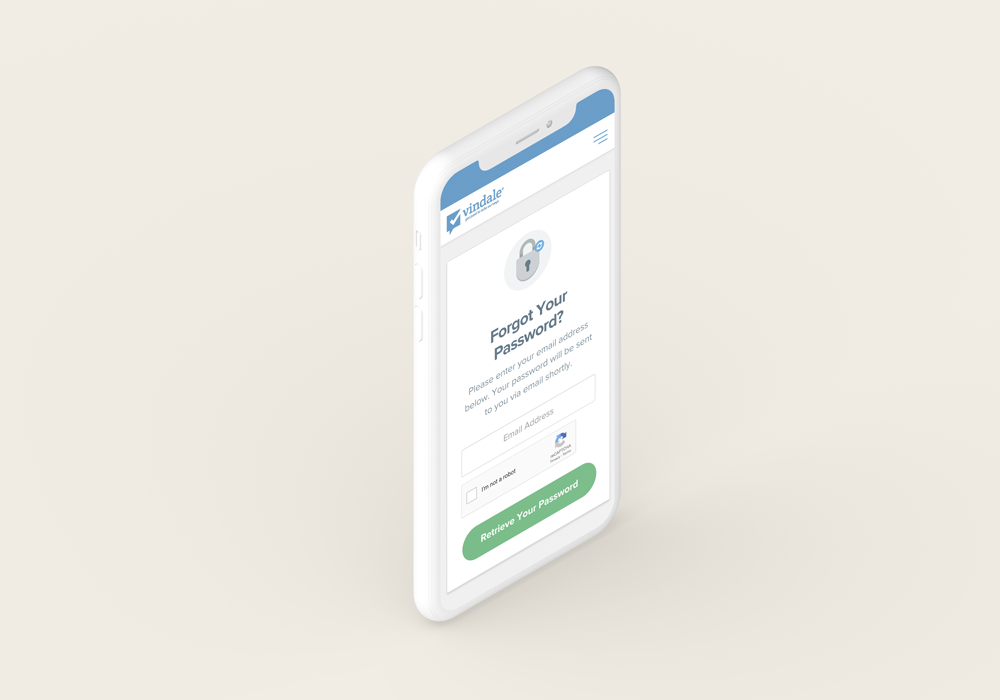 vindale
Forgot Your
Password?
Please enter your email address
below. Your password will be sent
to you via email shortly.
Email Address
I'm not a robot
reCAPTCHA
Privacy - Terms
Retrieve Your Password